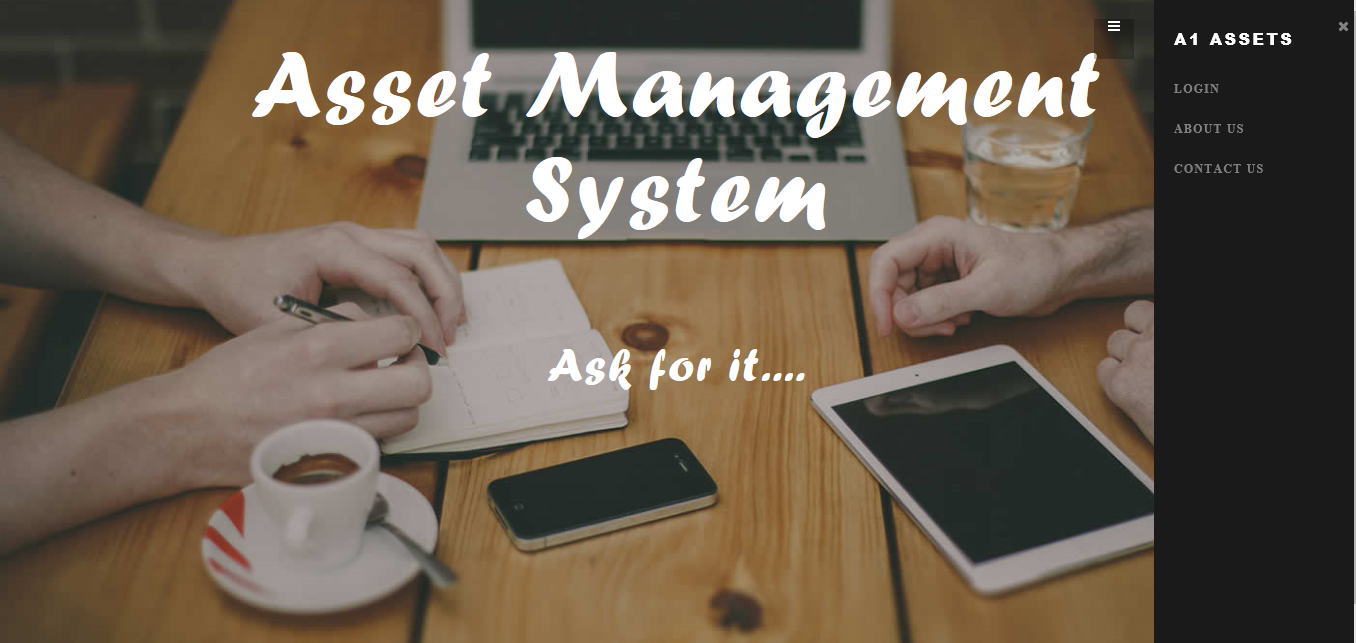 Asset Management
System
Ask for it....
A1 ASSETS
LOGIN
ABOUT US
CONTACT US